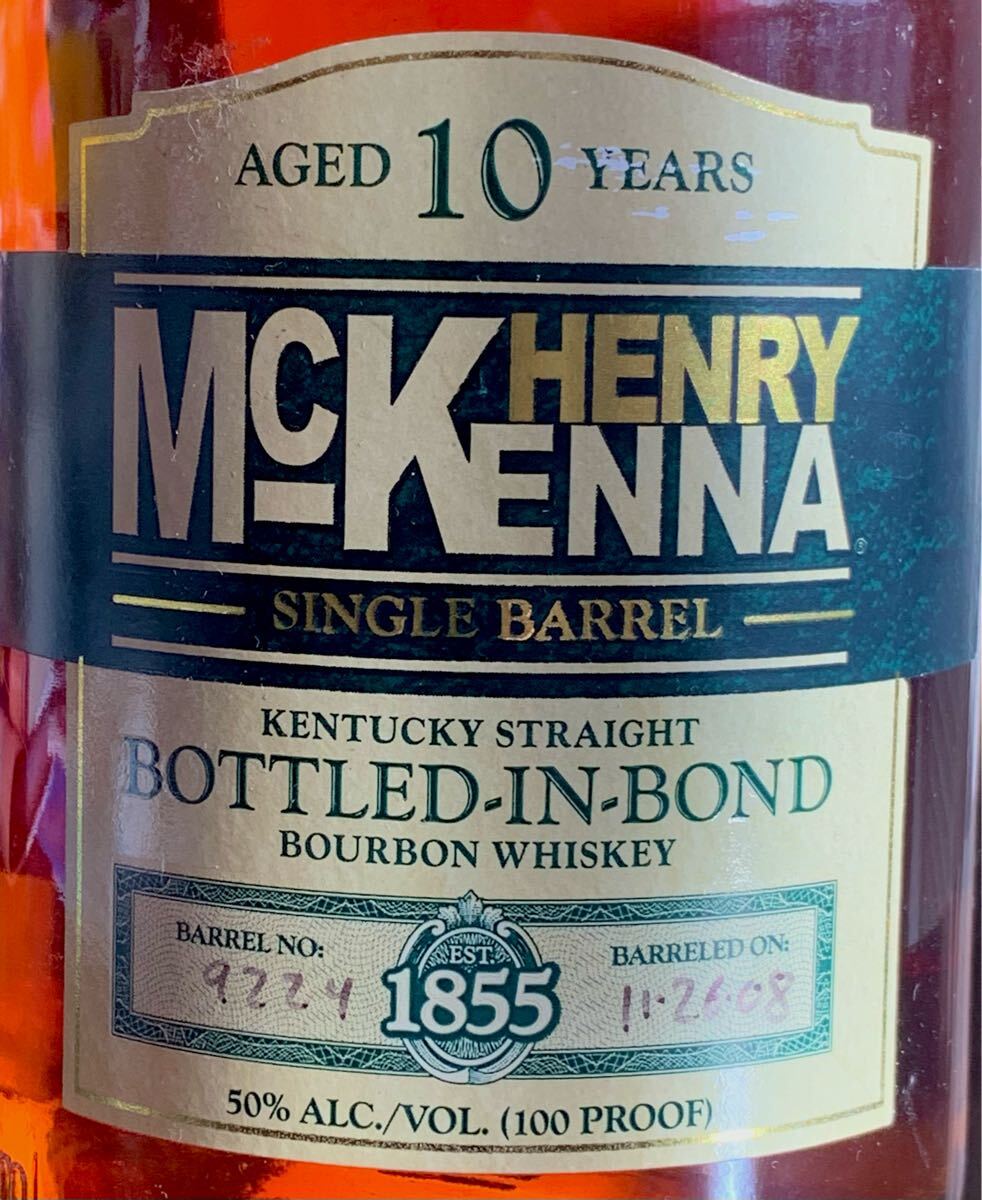 AGED 10 YEARS
HENRY
McKENNA®
SINGLE BARREL
KENTUCKY STRAIGHT
BOTTLED-IN-BOND
BOURBON WHISKEY
BARREL NO:
9224
EST.
1855
BARRELED ON:
11·26·08
50% ALC./VOL. (100 PROOF)